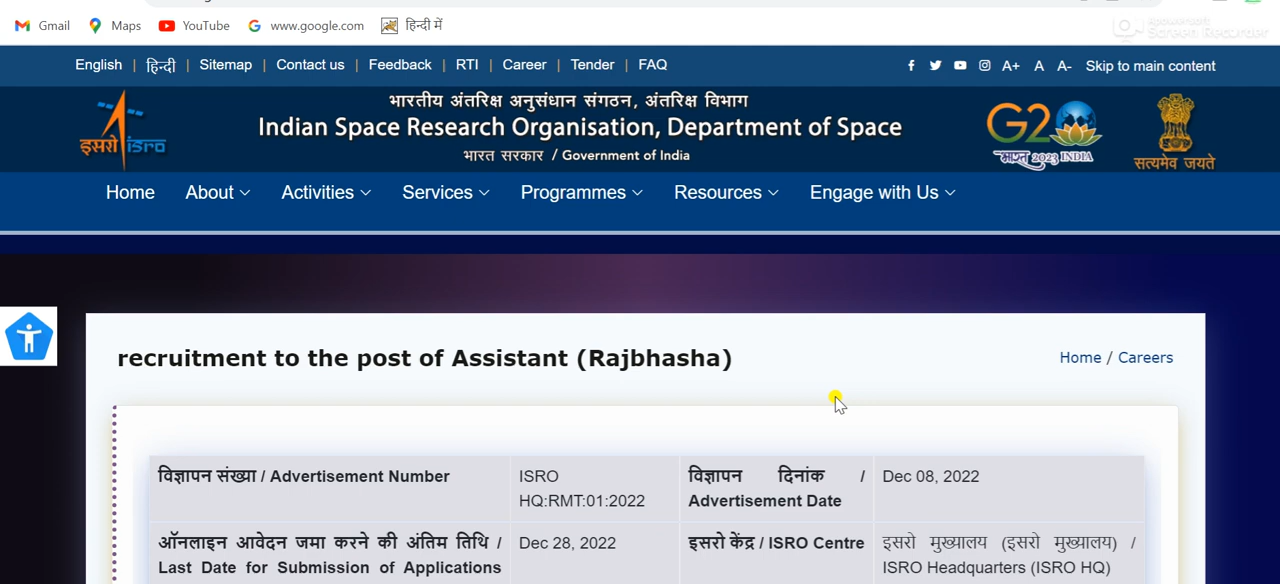 Gmail Maps YouTube www.google.com हिन्दी में
Apowersoft
Screen Recorder
English | हिन्दी | Sitemap | Contact us | Feedback | RTI | Career | Tender | FAQ A+ A A- Skip to main content
भारतीय अंतरिक्ष अनुसंधान संगठन, अंतरिक्ष विभाग
Indian Space Research Organisation, Department of Space
भारत सरकार / Government of India
इसरो isro
G20
भारत 2023 INDIA
सत्यमेव जयते
Home About Activities Services Programmes Resources Engage with Us
recruitment to the post of Assistant (Rajbhasha)
Home / Careers
विज्ञापन संख्या / Advertisement Number
ISRO
HQ:RMT:01:2022
विज्ञापन दिनांक /
Advertisement Date
Dec 08, 2022
ऑनलाइन आवेदन जमा करने की अंतिम तिथि /
Last Date for Submission of Applications
Dec 28, 2022
इसरो केंद्र / ISRO Centre
इसरो मुख्यालय (इसरो मुख्यालय) /
ISRO Headquarters (ISRO HQ)